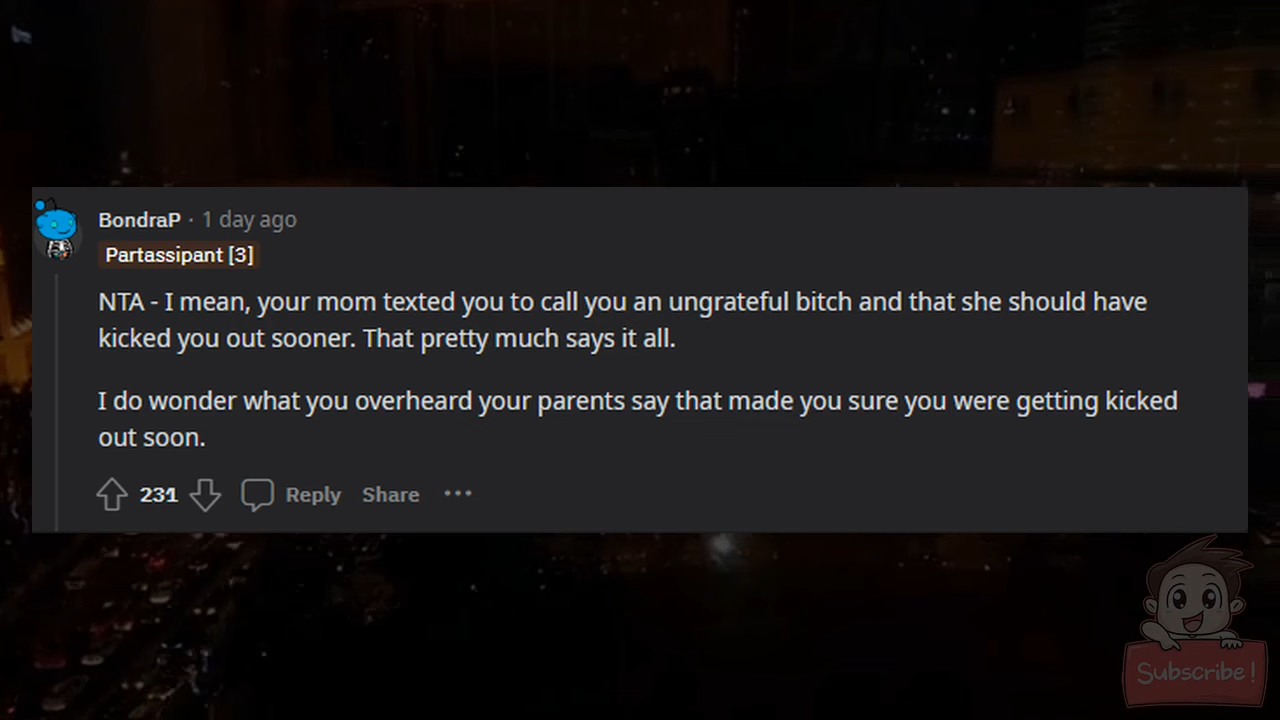 BondraP · 1 day ago
Partassipant [3]
NTA - I mean, your mom texted you to call you an ungrateful bitch and that she should have
kicked you out sooner. That pretty much says it all.
I do wonder what you overheard your parents say that made you sure you were getting kicked
out soon.
231 Reply Share ···
Subscribe!